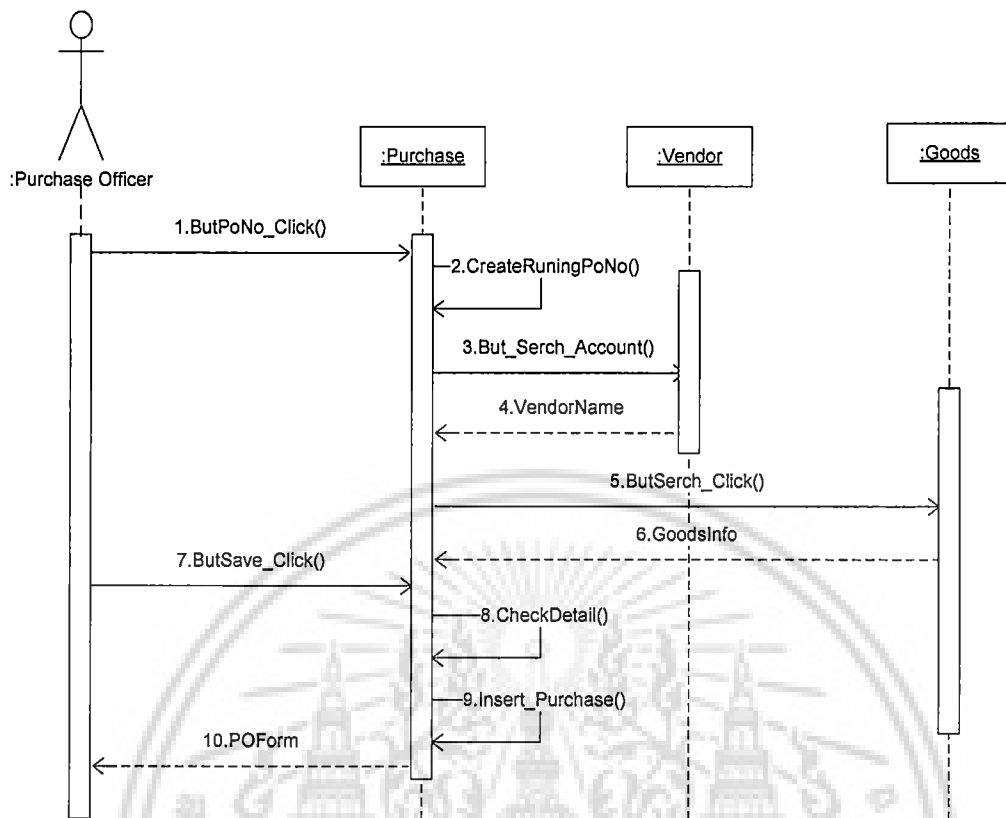 :Purchase Officer
:Purchase
:Vendor
:Goods
1.ButPoNo_Click()
2.CreateRuningPoNo()
3.But_Serch_Account()
4.VendorName
5.ButSerch_Click()
6.GoodsInfo
7.ButSave_Click()
8.CheckDetail()
9.Insert_Purchase()
10.POForm